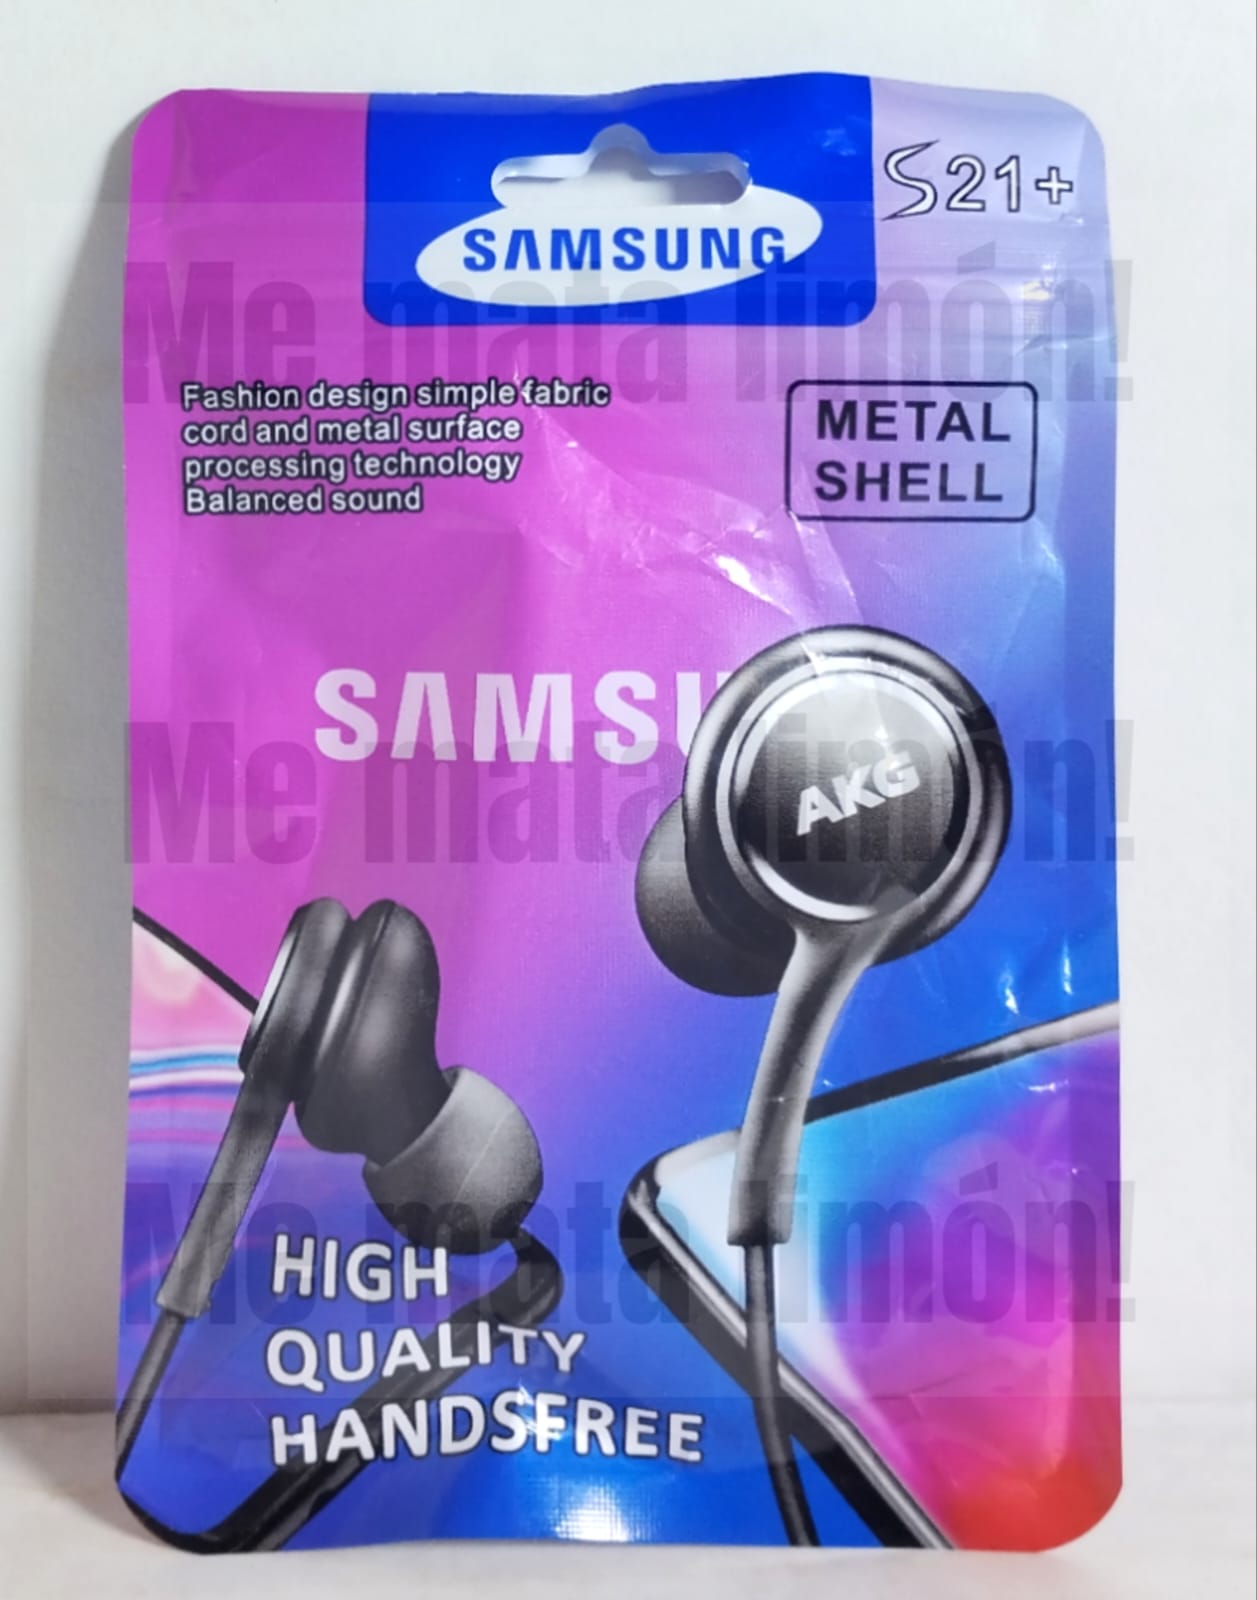 SAMSUNG
S21+
Fashion design simple fabric
cord and metal surface
processing technology
Balanced sound
METAL
SHELL
SAMSU
AKG
HIGH
QUALITY
HANDSFREE
Me mata limón!
Me mata limón!
Me mata limón!